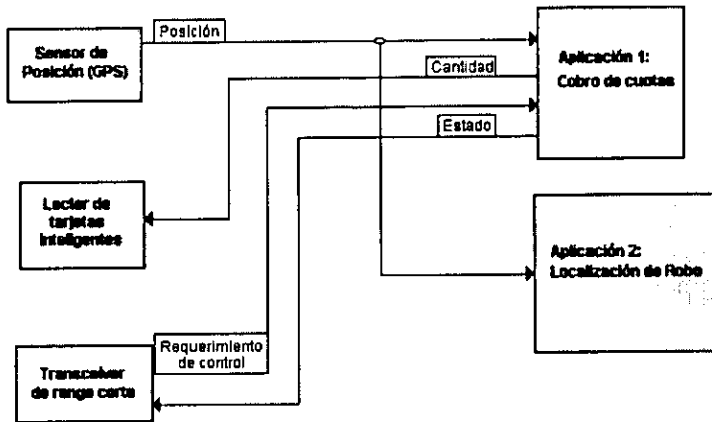 Posición
Sensor de
Posición (GPS)
Aplicación 1:
Cobro de cuotas
Cantidad
Estado
Lector de
tarjetas
Inteligentes
Aplicación 2:
Localización de Robo
Requerimiento
de control
Transceiver
de rango corto